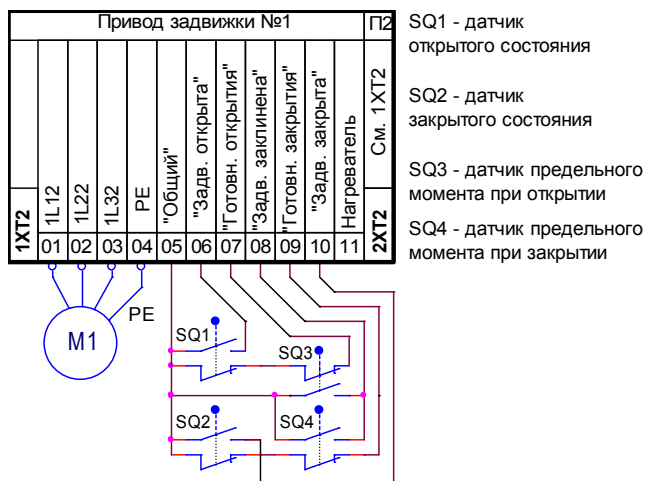 Привод задвижки №1
П2
1XT2
1L12
1L22
1L32
PE
"Общий"
"Задв. открыта"
"Готовн. открытия"
"Задв. заклинена"
"Готовн. закрытия"
"Задв. закрыта"
Нагреватель
См. 1XT2
2XT2
01 02 03 04 05 06 07 08 09 10 11
PE
M1
SQ1
SQ3
SQ2
SQ4
SQ1 - датчик
открытого состояния
SQ2 - датчик
закрытого состояния
SQ3 - датчик предельного
момента при открытии
SQ4 - датчик предельного
момента при закрытии